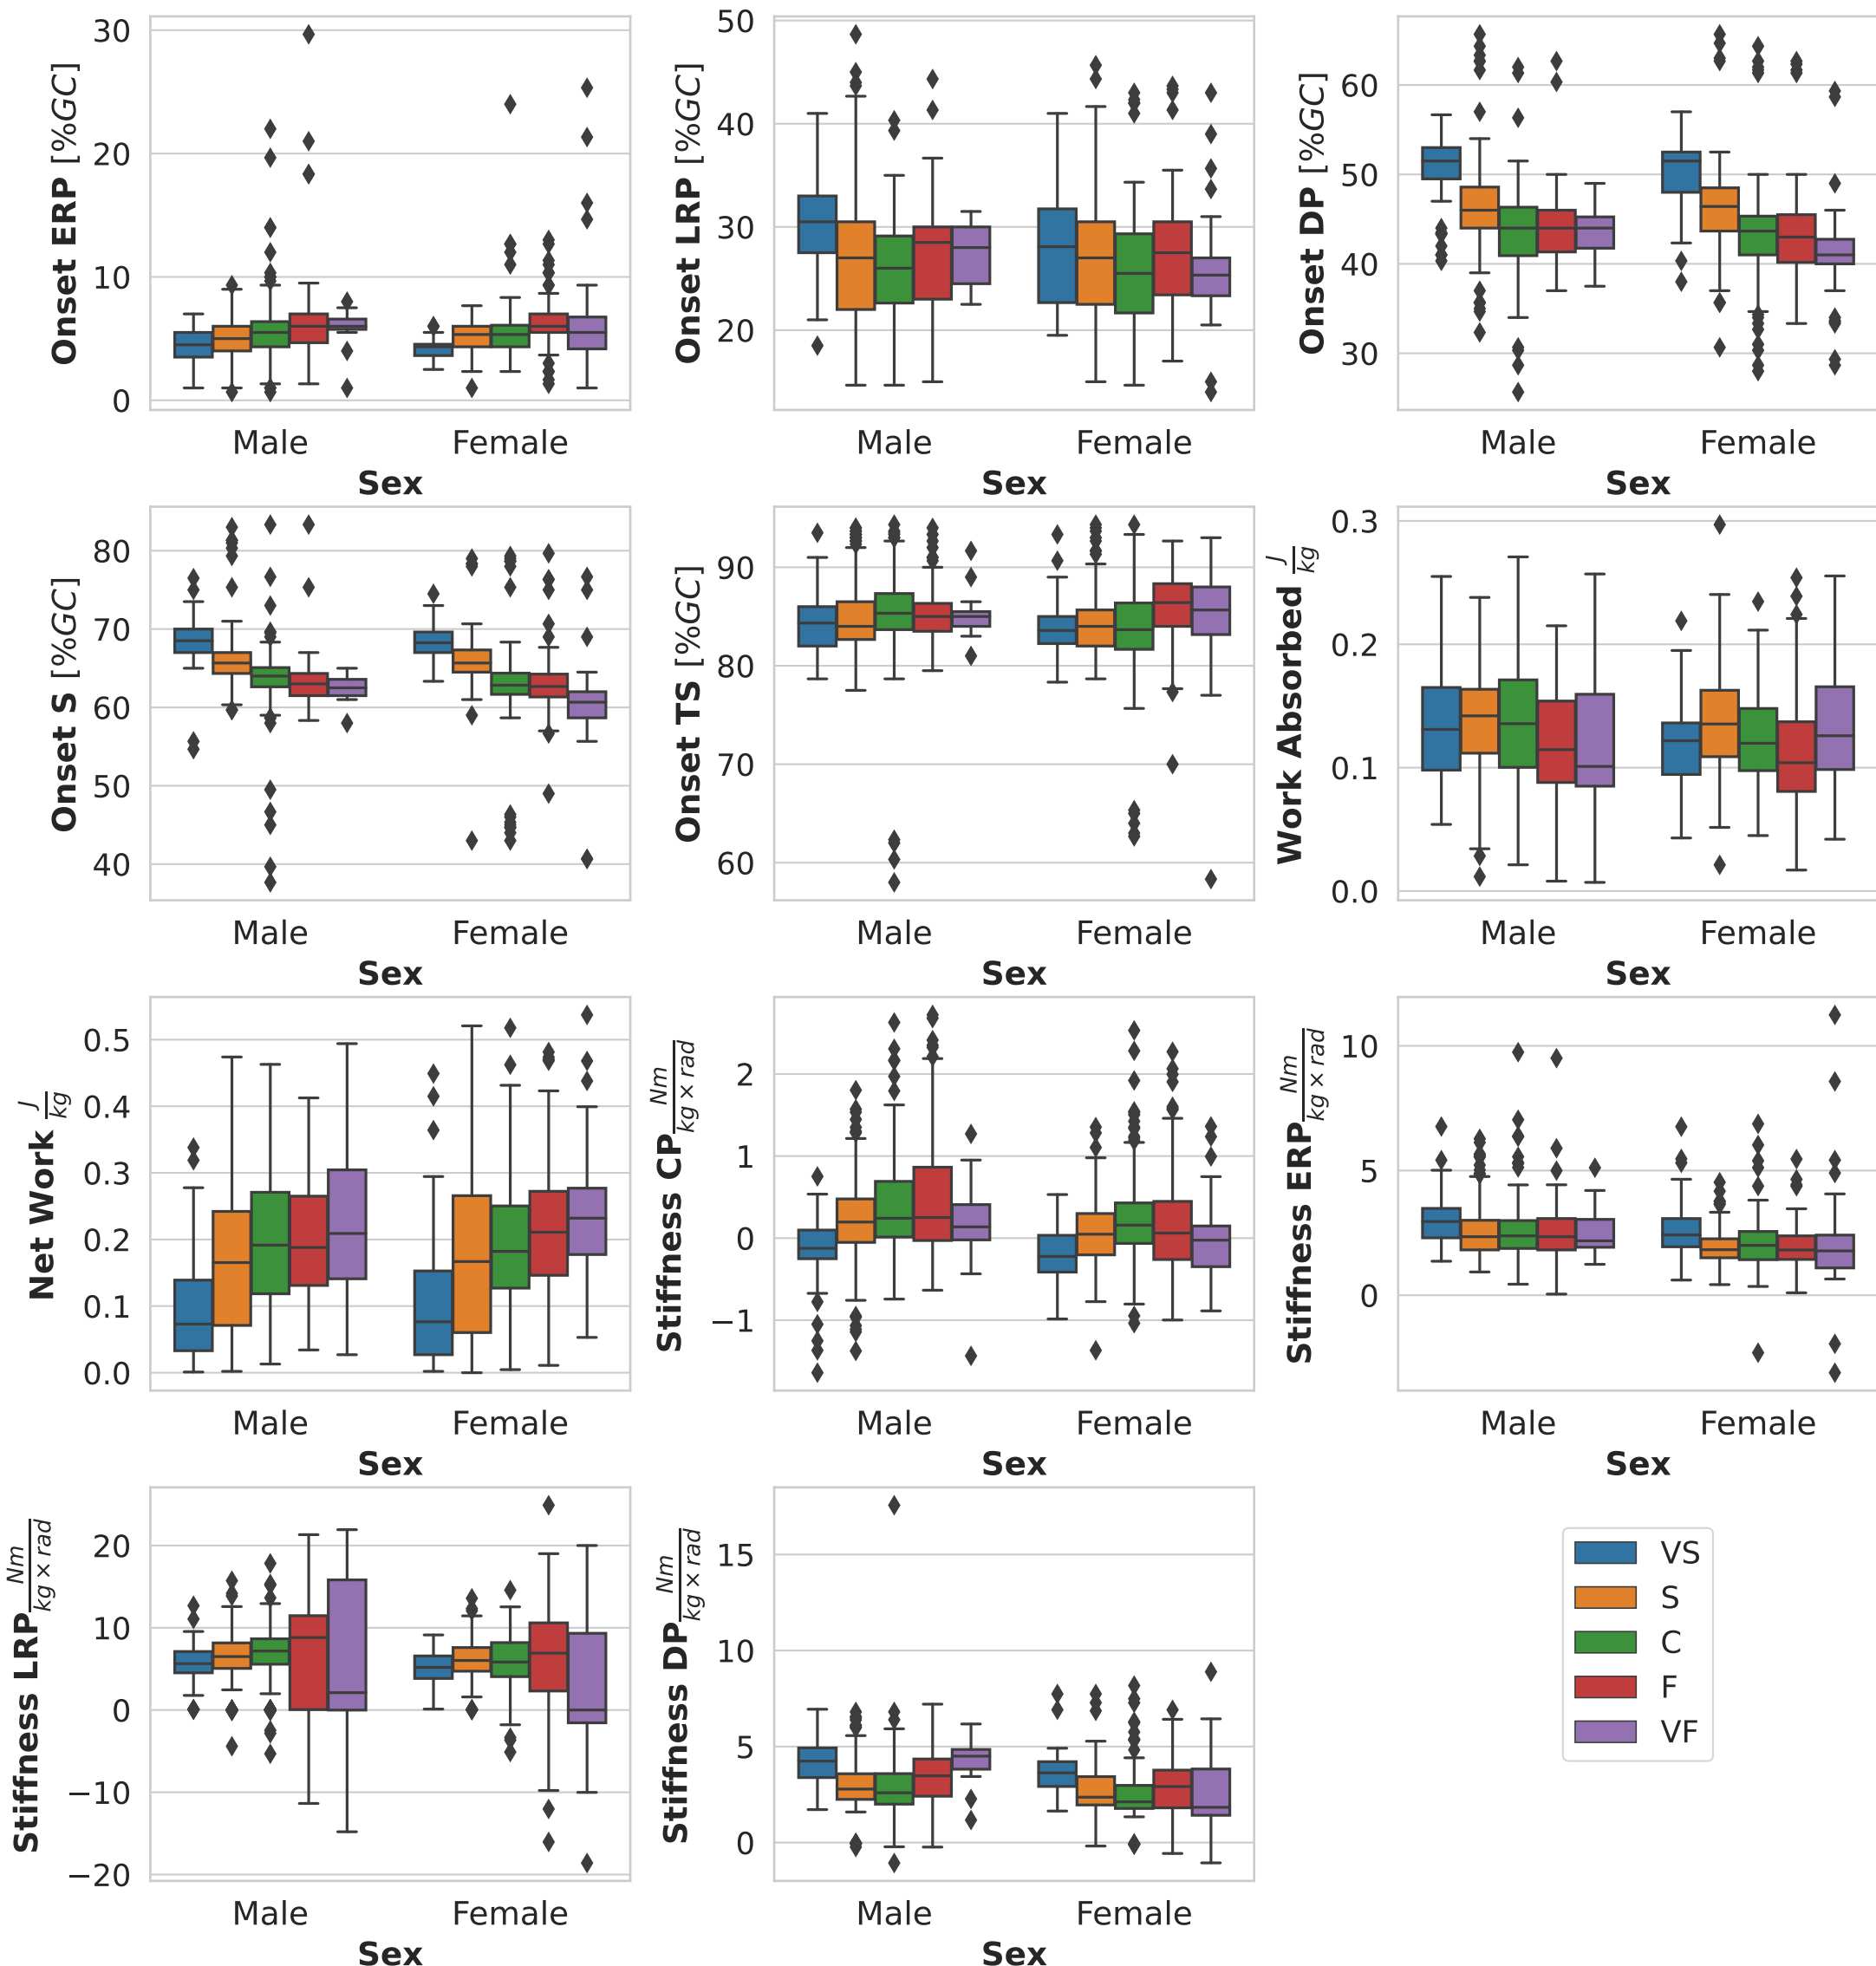 Onset ERP [%GC]
30
20
10
0
Male
Female
Sex
Onset LRP [%GC]
50
40
30
20
Male
Female
Sex
Onset DP [%GC]
60
50
40
30
Male
Female
Sex
Onset S [%GC]
80
70
60
50
40
Male
Female
Sex
Onset TS [%GC]
90
80
70
60
Male
Female
Sex
Work Absorbed J/kg
0.3
0.2
0.1
0.0
Male
Female
Sex
Net Work J/kg
0.5
0.4
0.3
0.2
0.1
0.0
Male
Female
Sex
Stiffness CP Nm/kg × rad
2
1
0
−1
Male
Female
Sex
Stiffness ERP Nm/kg × rad
10
5
0
Male
Female
Sex
Stiffness LRP Nm/kg × rad
20
10
0
−10
−20
Male
Female
Sex
Stiffness DP Nm/kg × rad
15
10
5
0
Male
Female
Sex
VS
S
C
F
VF